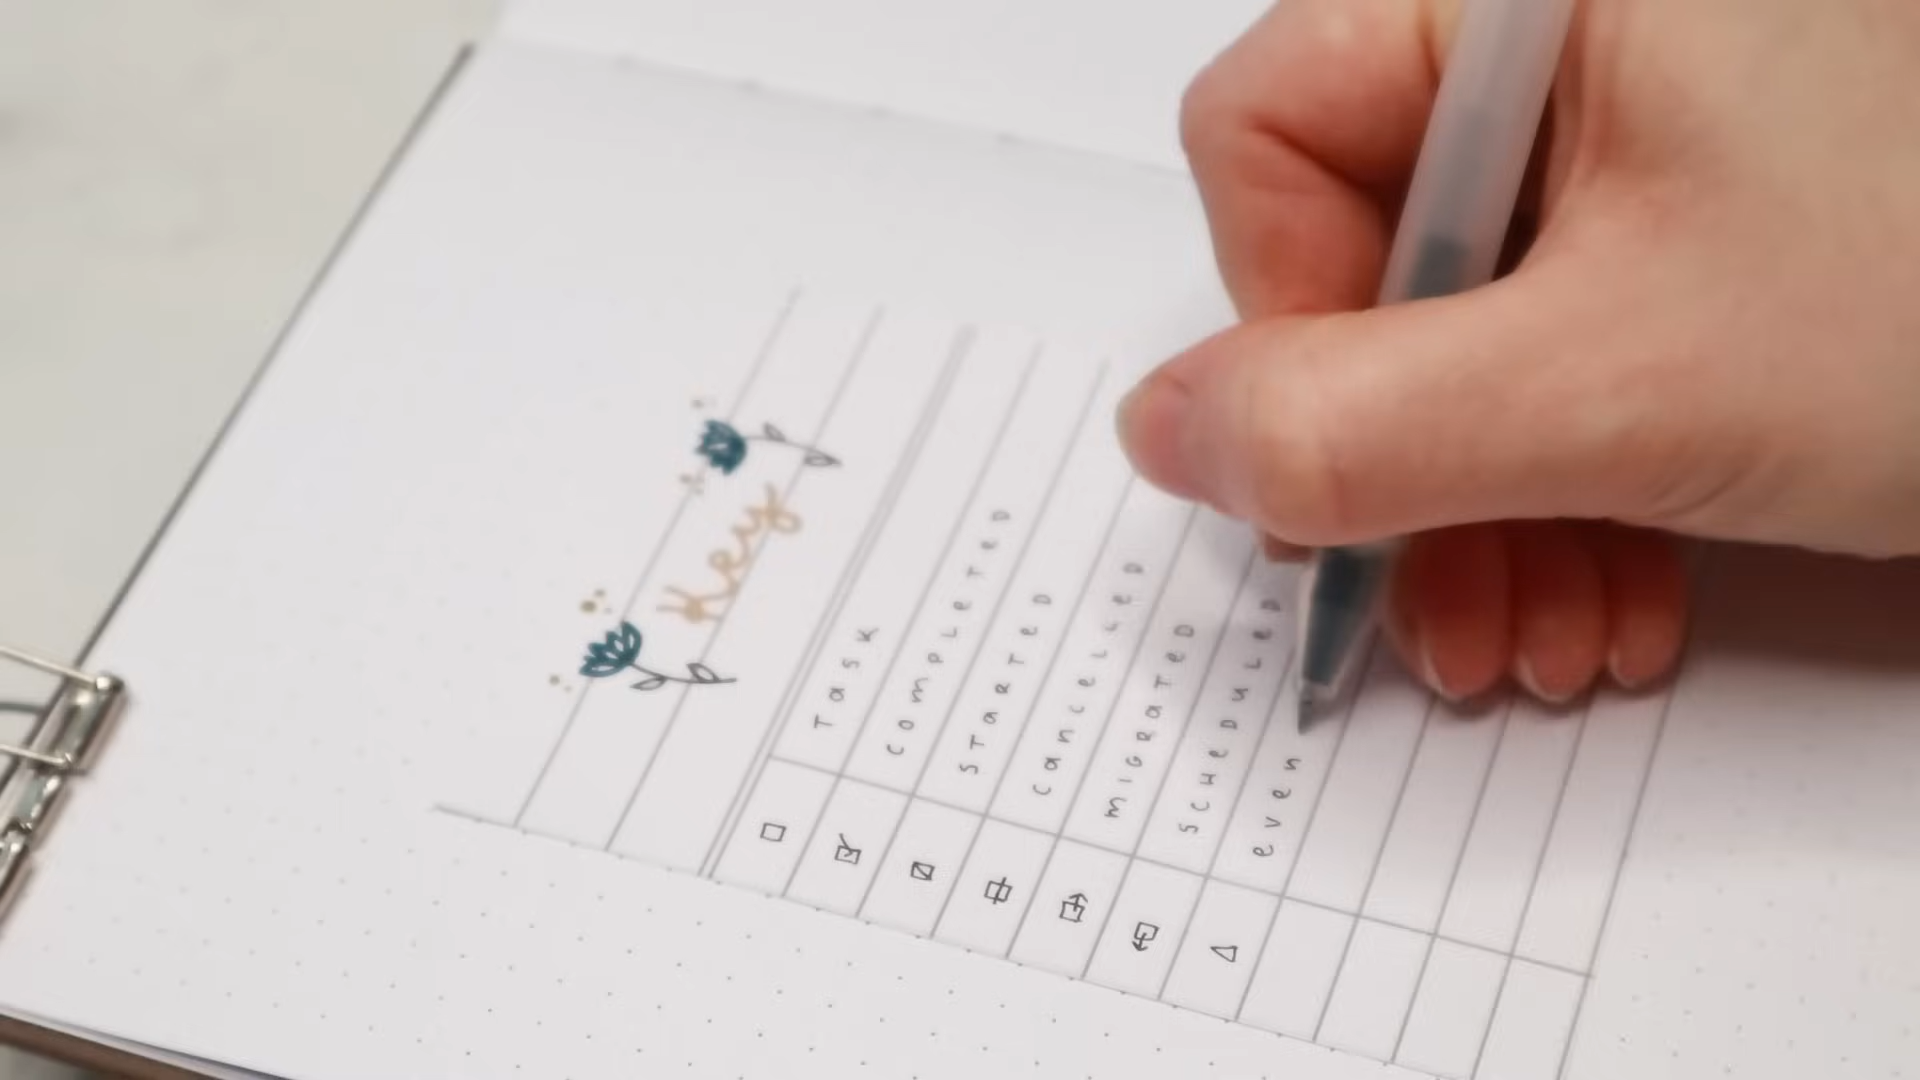 Key
TASK
COMPLETED
STARTED
CANCELLED
MIGRATED
SCHEDULED
EVEN